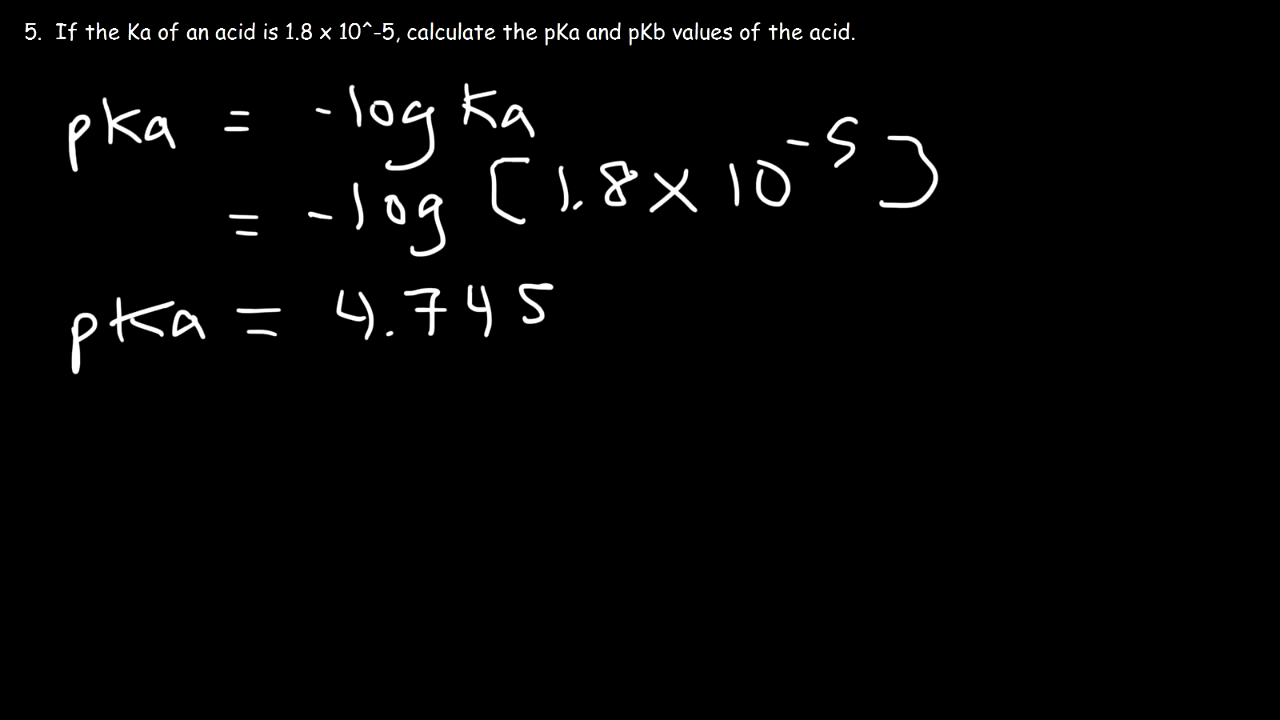 5. If the Ka of an acid is 1.8 x 10^-5, calculate the pKa and pKb values of the acid.
pKa = -log Ka
= -log [1.8 x 10^-5]
pKa = 4.745